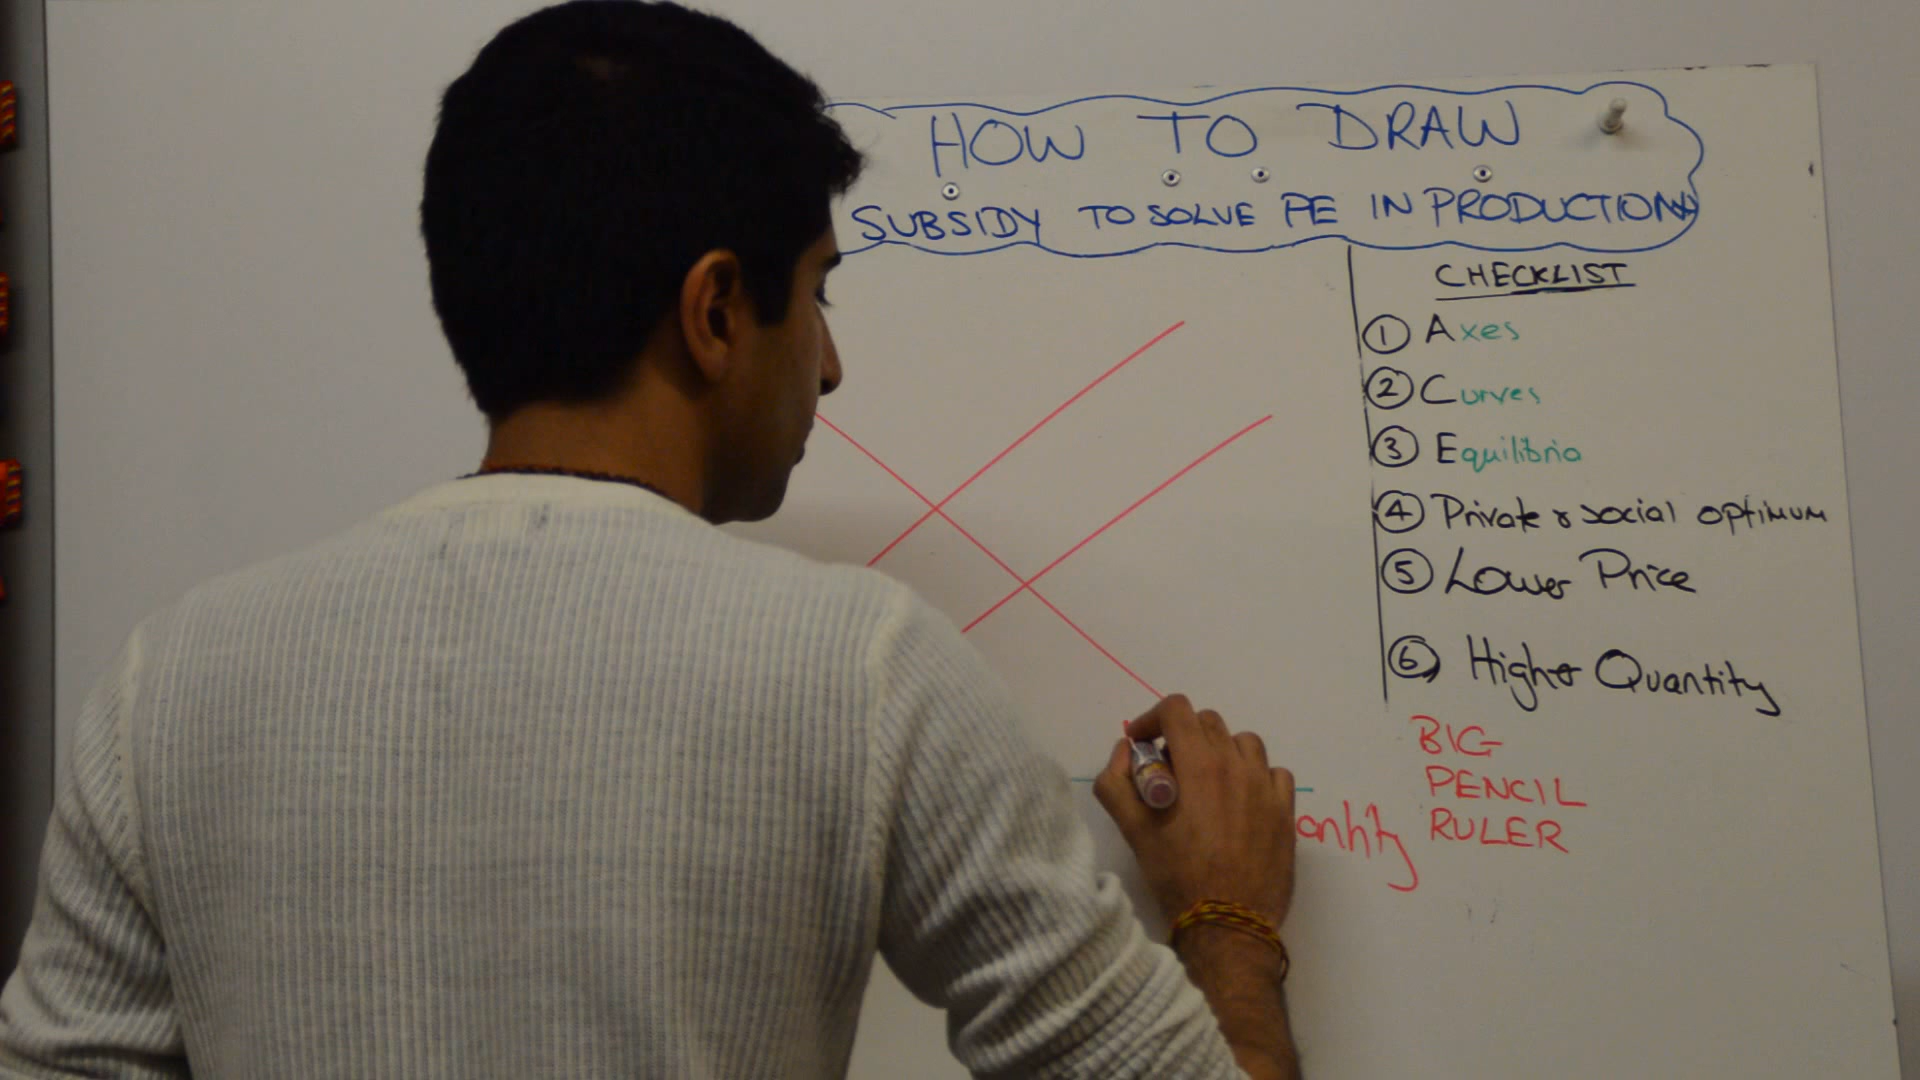 HOW TO DRAW
SUBSIDY TO SOLVE PE IN PRODUCTION
CHECKLIST
1 Axes
2 Curves
3 Equilibria
4 Private & social optimum
5 Lower Price
6 Higher Quantity
BIG
PENCIL
RULER
antity